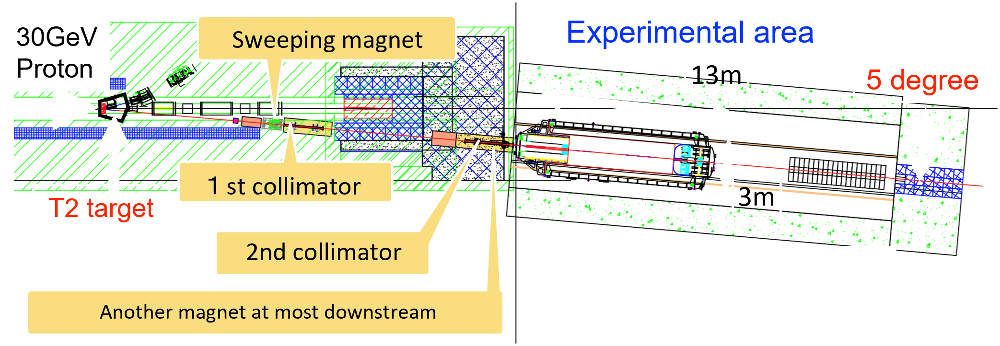 30GeV
Proton
Sweeping magnet
Experimental area
13m
5 degree
1 st collimator
T2 target
3m
2nd collimator
Another magnet at most downstream